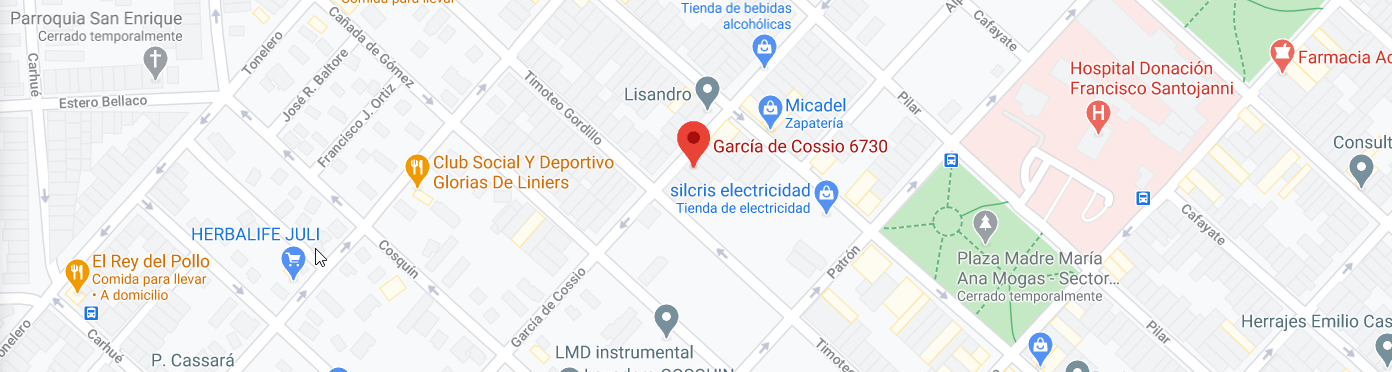 Comida para llevar
Tienda de bebidas
alcohólicas
Parroquia San Enrique
Cerrado temporalmente
Carhué
Tonelero
Cañada de Gómez
Cafayate
José R. Baltore
Francisco J. Ortiz
Estero Bellaco
Timoteo Gordillo
Lisandro
Micadel
Zapatería
Pilar
Hospital Donación
Francisco Santojanni
H
Farmacia Ac
García de Cossio 6730
Consult
Club Social Y Deportivo
Glorias De Liniers
silcris electricidad
Tienda de electricidad
Cafayate
HERBALIFE JULI
Cosquín
Patrón
Plaza Madre María
Ana Mogas - Sector...
Cerrado temporalmente
El Rey del Pollo
Comida para llevar
• A domicilio
García de Cossio
Tonelero
Carhué
P. Cassará
LMD instrumental
Timoteo
Pilar
Herrajes Emilio Cas